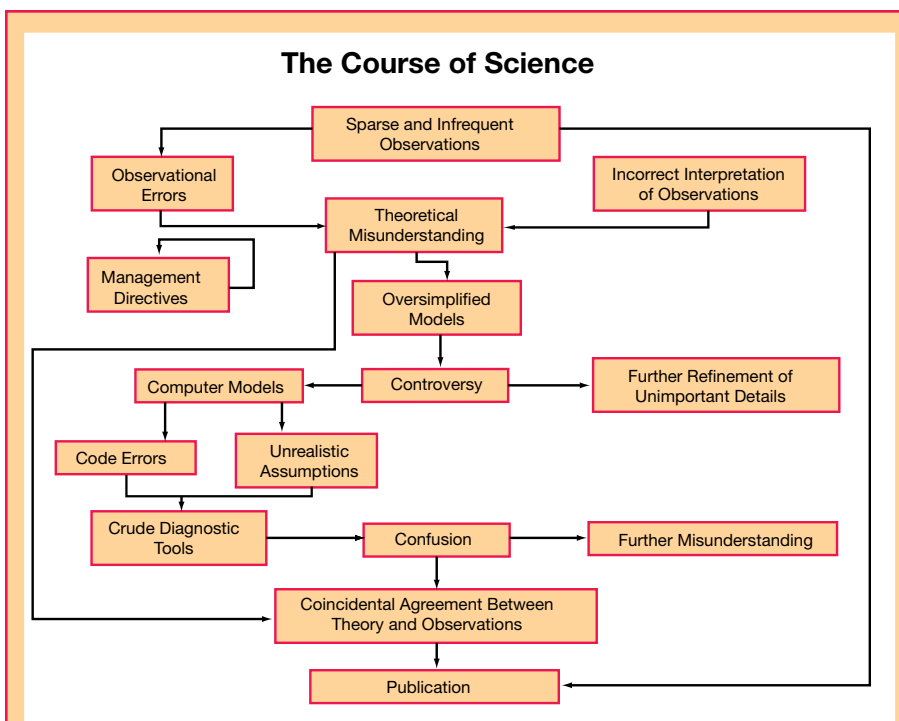 The Course of Science
Sparse and Infrequent
Observations
Observational
Errors
Incorrect Interpretation
of Observations
Theoretical
Misunderstanding
Management
Directives
Oversimplified
Models
Computer Models
Controversy
Further Refinement of
Unimportant Details
Code Errors
Unrealistic
Assumptions
Crude Diagnostic
Tools
Confusion
Further Misunderstanding
Coincidental Agreement Between
Theory and Observations
Publication